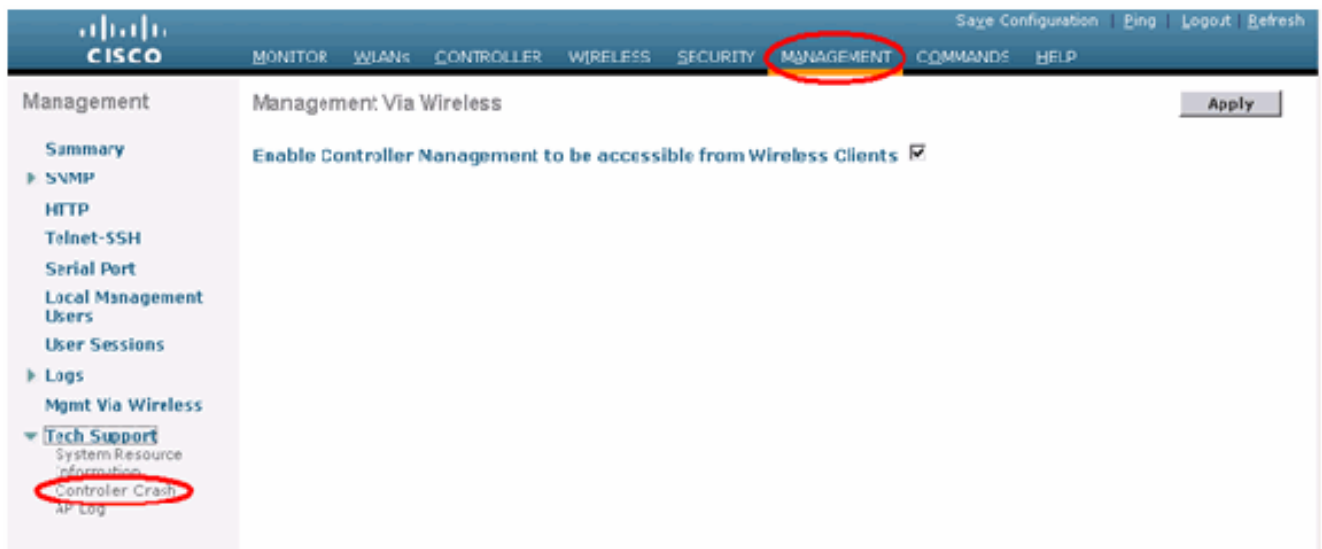 Save Configuration | Ping | Logout | Refresh
CISCO
MONITOR WLANs CONTROLLER WIRELESS SECURITY MANAGEMENT COMMANDS HELP
Management
Management Via Wireless
Apply
Summary
Enable Controller Management to be accessible from Wireless Clients
SNMP
HTTP
Telnet-SSH
Serial Port
Local Management
Users
User Sessions
Logs
Mgmt Via Wireless
Tech Support
System Resource
Information
Controller Crash
AP Log